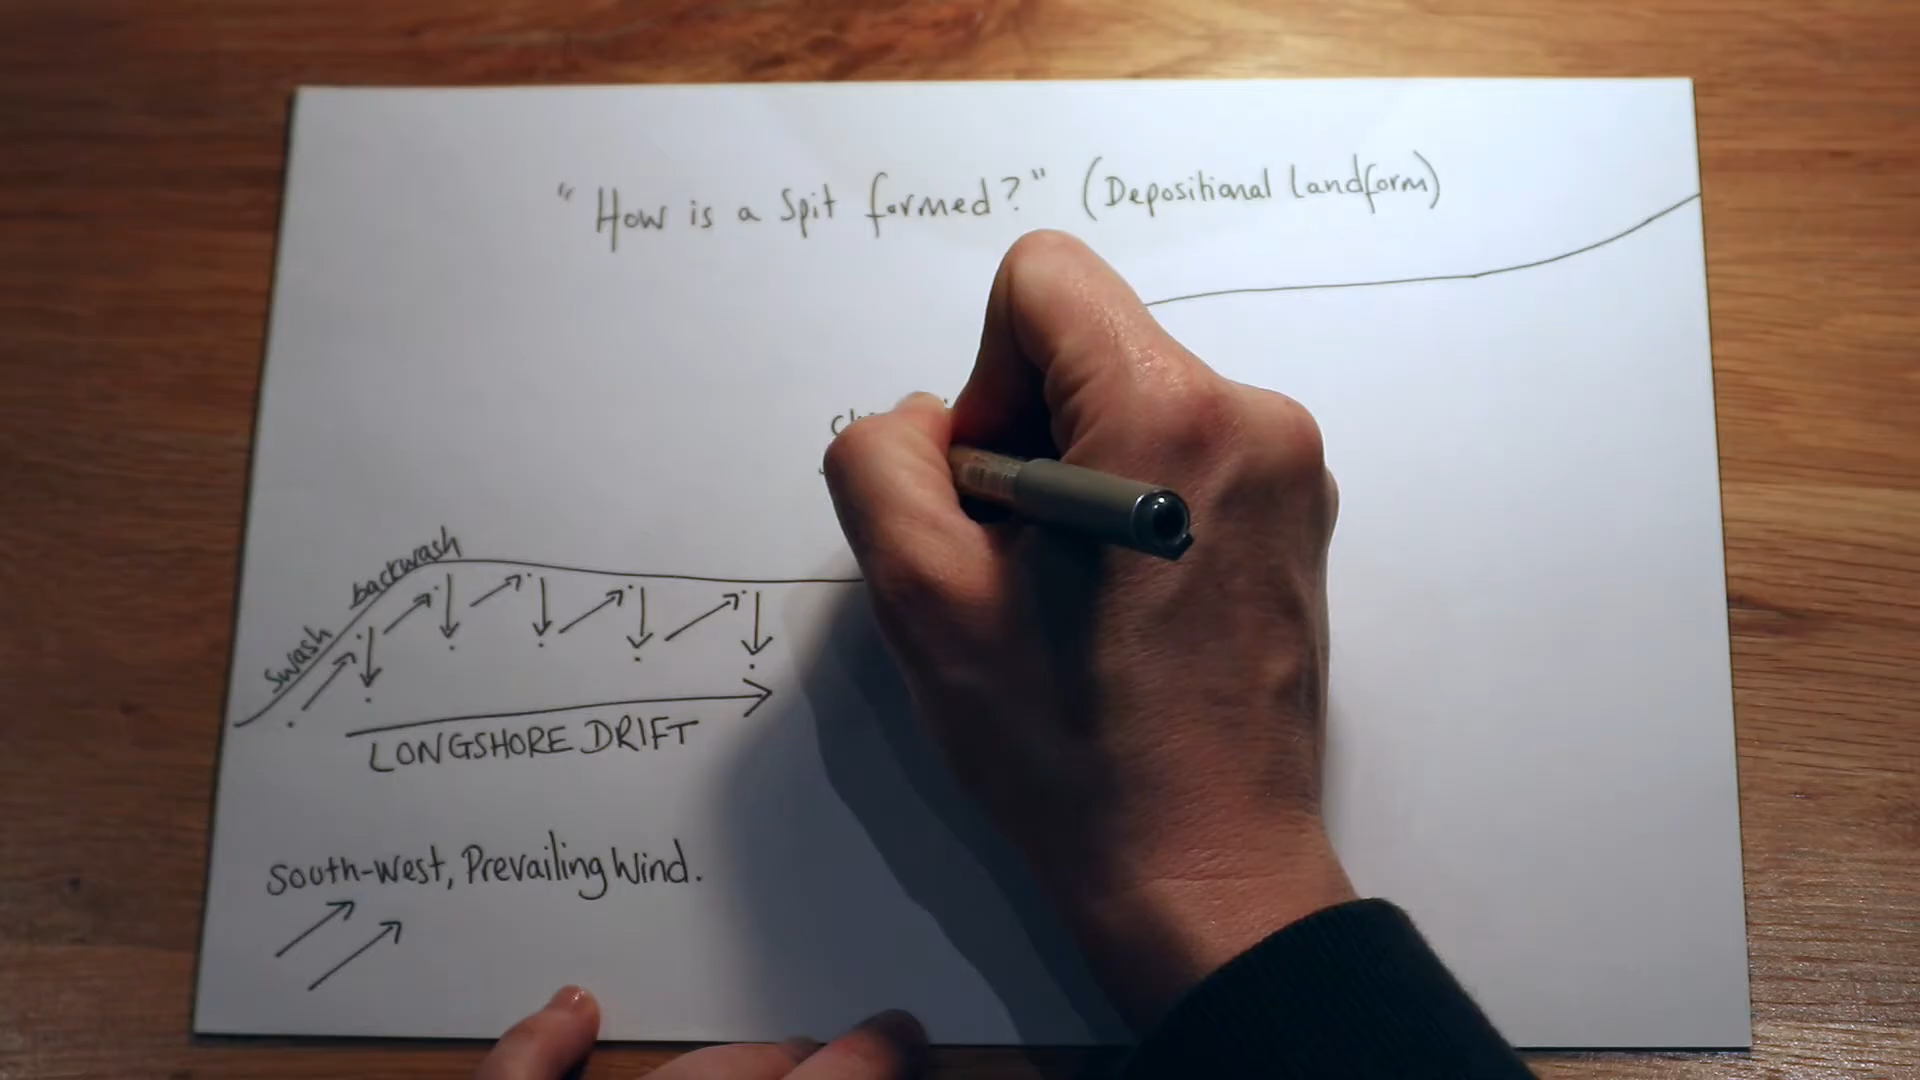 "How is a Spit formed?" (Depositional Landform)
backwash
Swash
LONGSHORE DRIFT
South-West, Prevailing Wind.